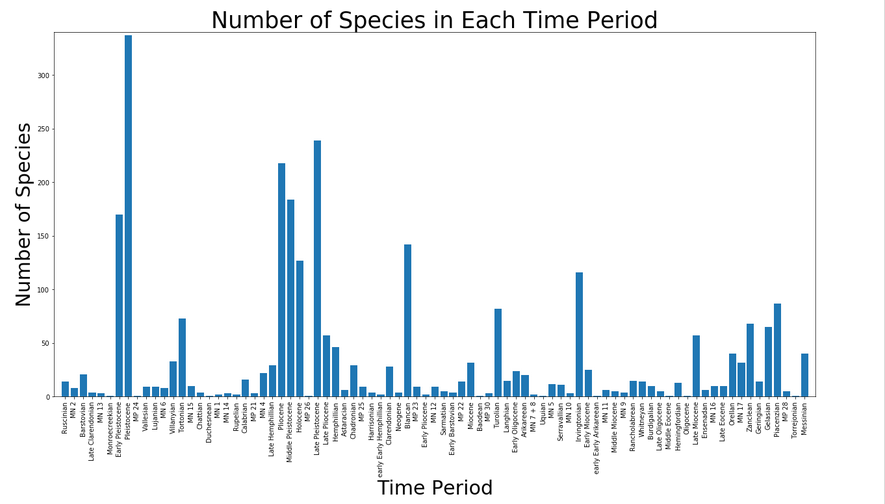 Number of Species in Each Time Period
Number of Species
300
250
200
150
100
50
0
Ruscinian
MN 2
Barstovian
Late Clarendonian
MN 13
Monroecreekian
Early Pleistocene
Pleistocene
MP 24
Vallesian
Lujanian
MN 6
Villanyian
Tortonian
MN 15
Chattian
Duchesnean
MN 1
MN 14
Rupelian
Calabrian
MP 21
MN 4
Late Hemphillian
Pliocene
Middle Pleistocene
Holocene
MP 26
Late Pleistocene
Late Pliocene
Hemphillian
Astaracian
Chadronian
MP 25
Harrisonian
early Early Hemphillian
Clarendonian
Neogene
Blancan
MP 23
Early Pliocene
MN 12
Sarmatian
Early Barstovian
MP 22
Miocene
Badenian
MP 30
Turolian
Langhian
Early Oligocene
Arikareean
MN 7 + 8
Uquian
MN 5
Serravallian
MN 10
Irvingtonian
Early Miocene
early Early Arikareean
MN 11
Middle Miocene
MN 9
Rancholabrean
Whitneyan
Burdigalian
Late Oligocene
Middle Eocene
Hemingfordian
Oligocene
Late Miocene
Ensenadan
MN 16
Late Eocene
Orellan
MN 17
Zanclean
Geringian
Gelasian
Piacenzian
MP 28
Torrejonian
Messinian
Time Period